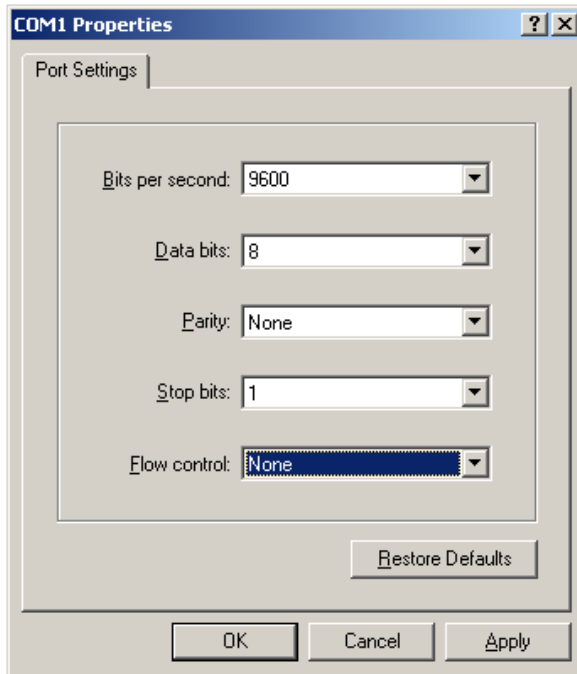 COM1 Properties
Port Settings
Bits per second: 9600
Data bits: 8
Parity: None
Stop bits: 1
Flow control: None
Restore Defaults
OK Cancel Apply